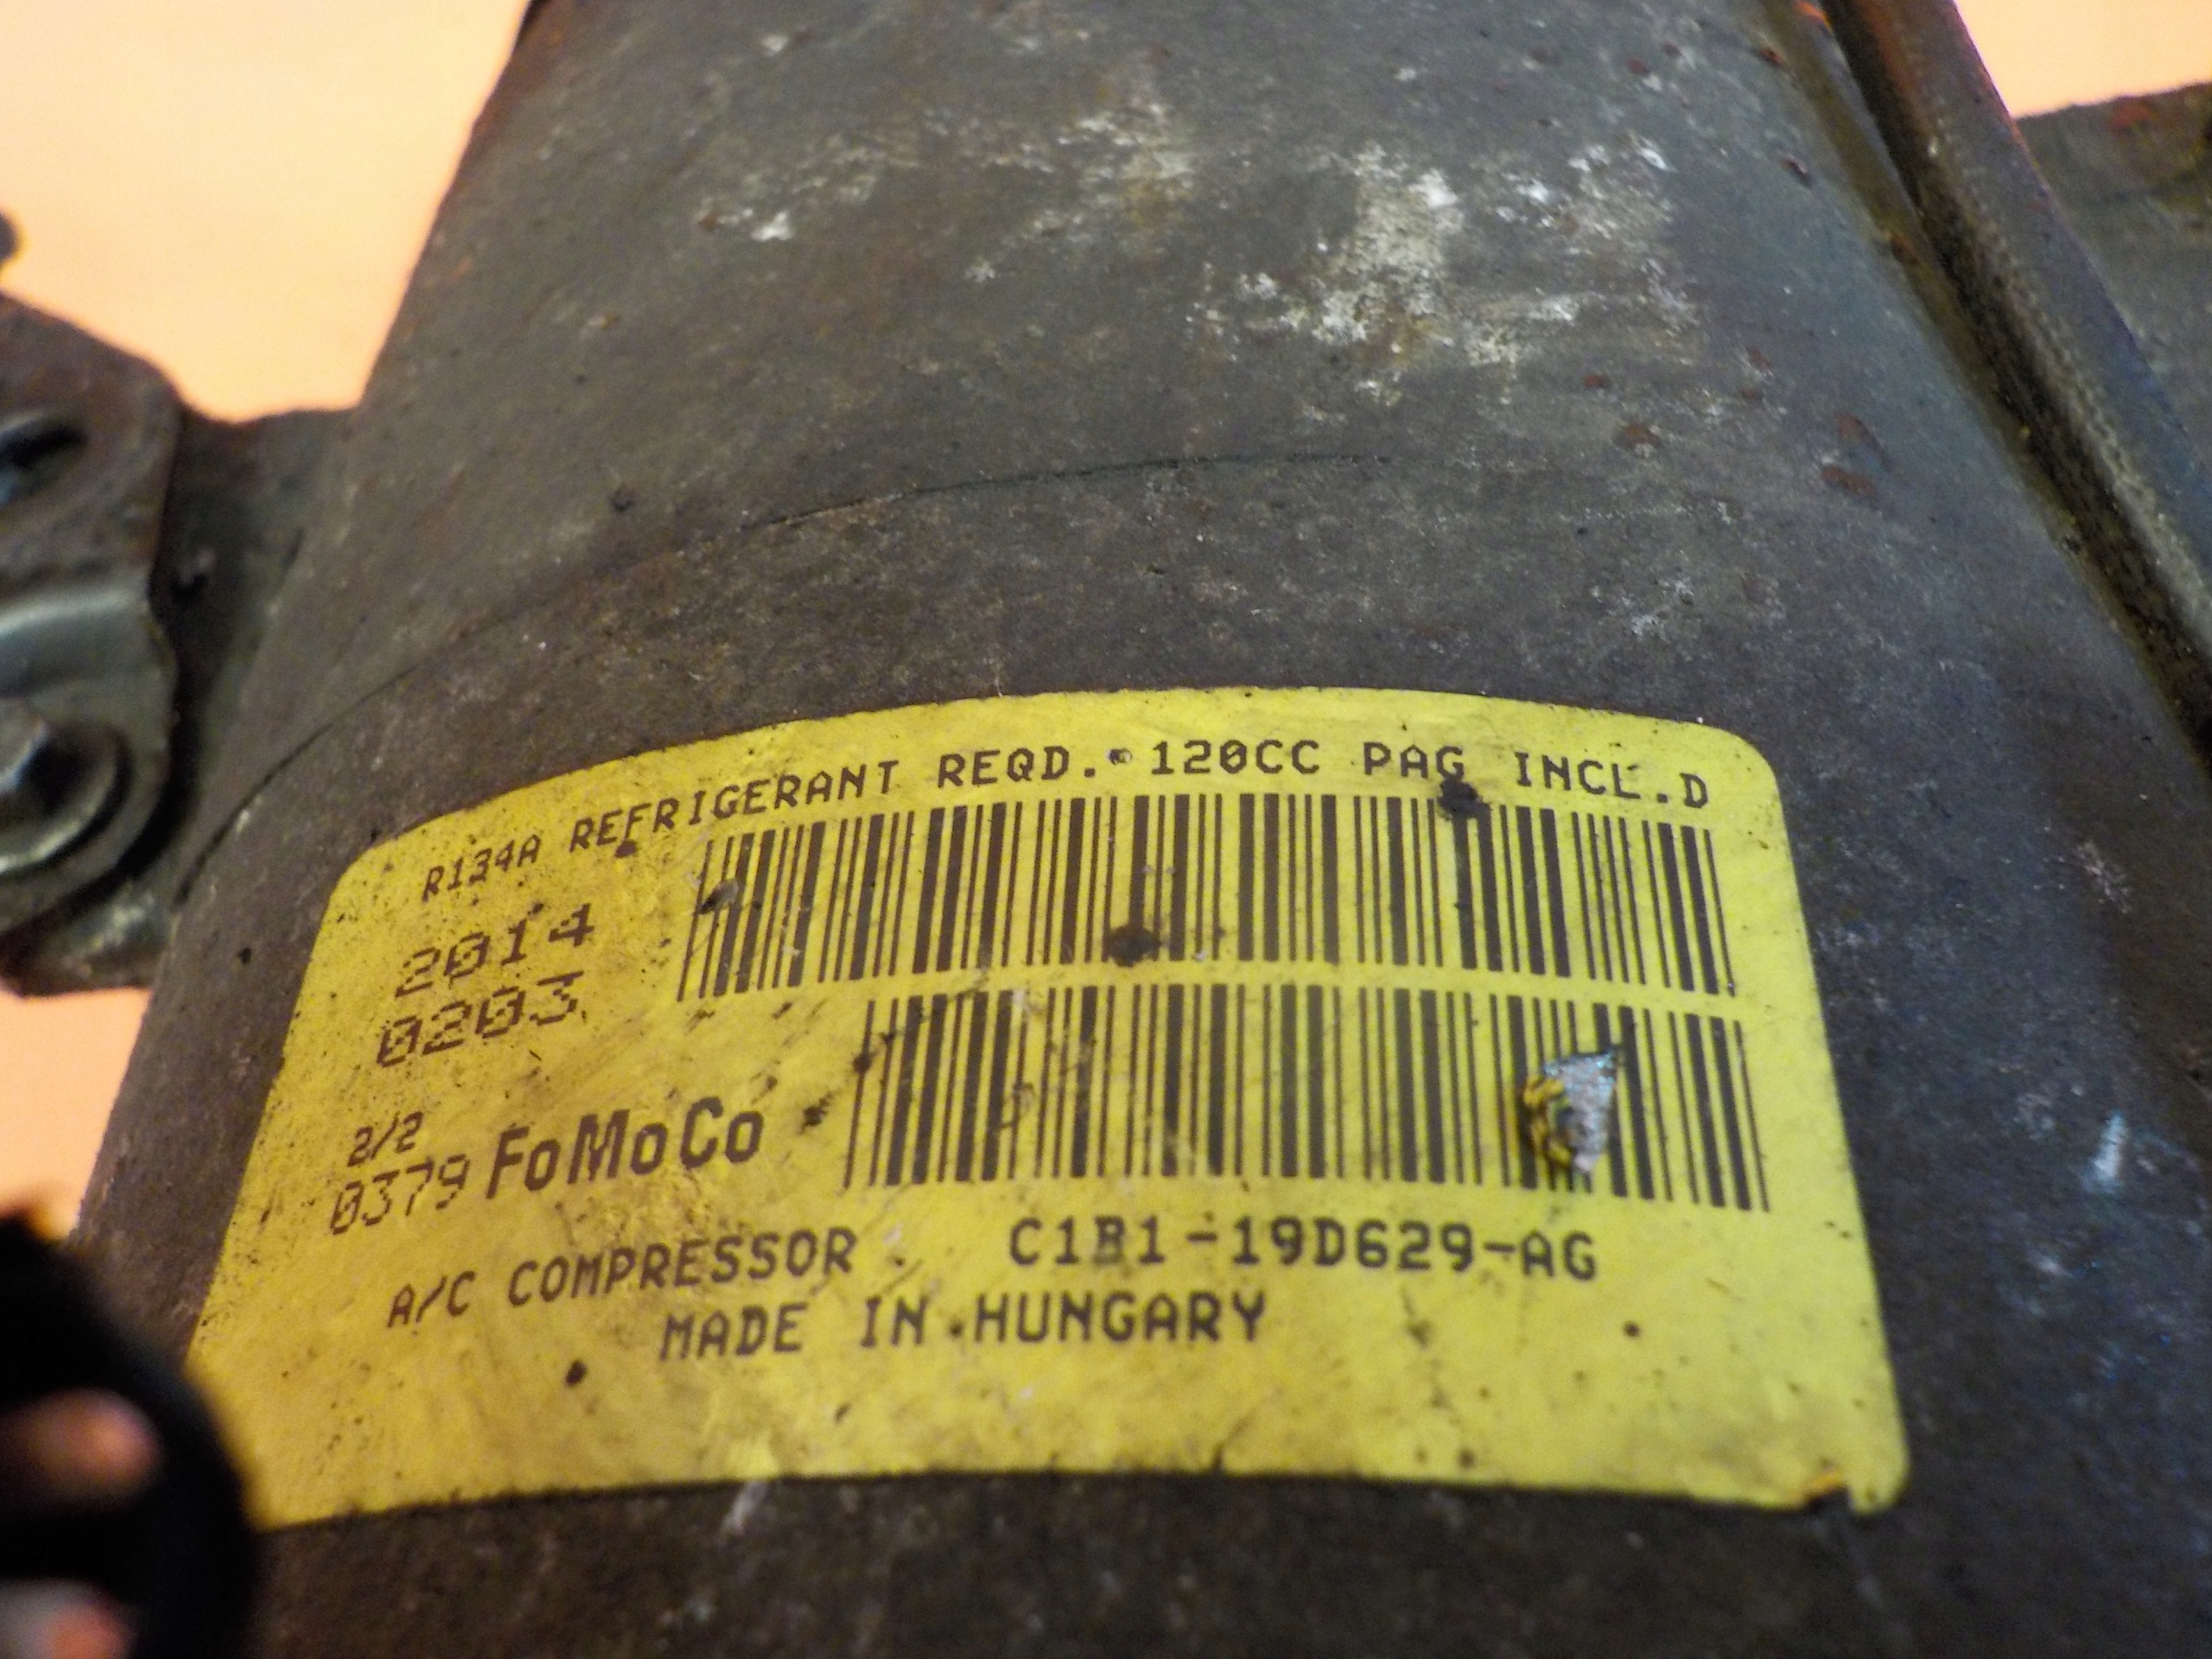 R134A REFRIGERANT REQD. 120CC PAG INCL.D
2014
0203
2/2
0379 FoMoCo
A/C COMPRESSOR C1B1-19D629-AG
MADE IN HUNGARY